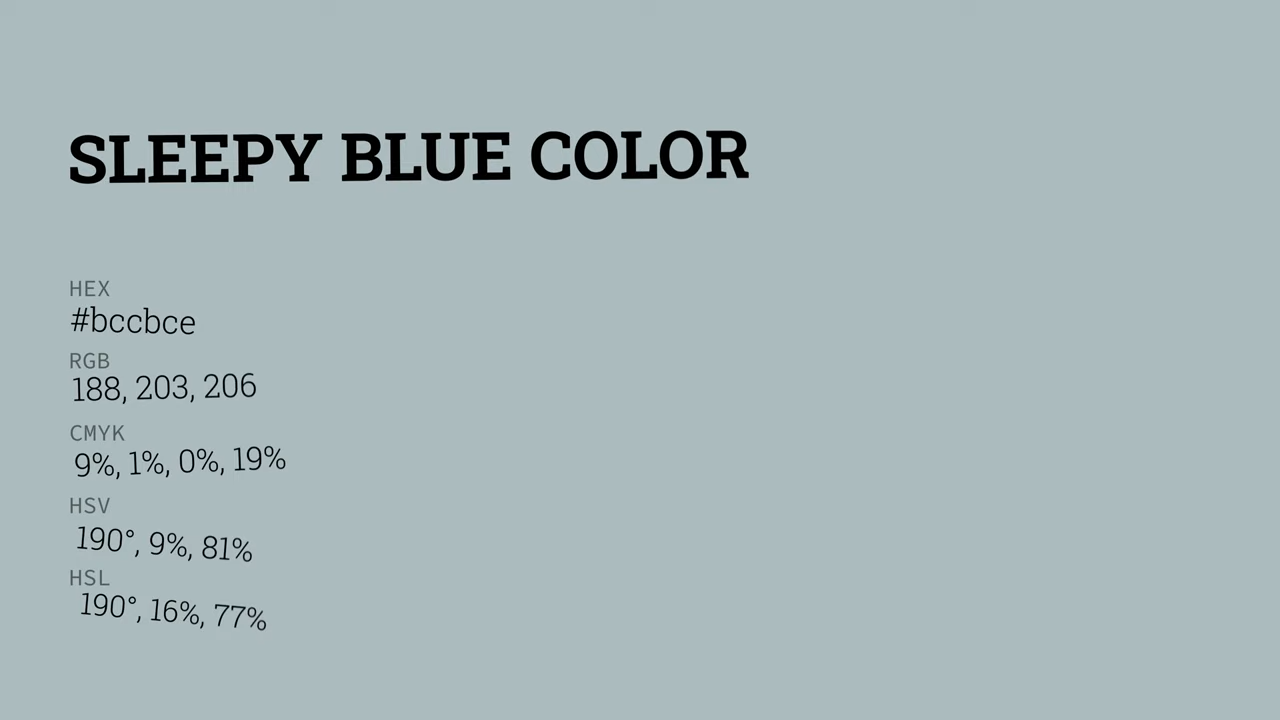 SLEEPY BLUE COLOR
HEX
#bccbce
RGB
188, 203, 206
CMYK
9%, 1%, 0%, 19%
HSV
190°, 9%, 81%
HSL
190°, 16%, 77%